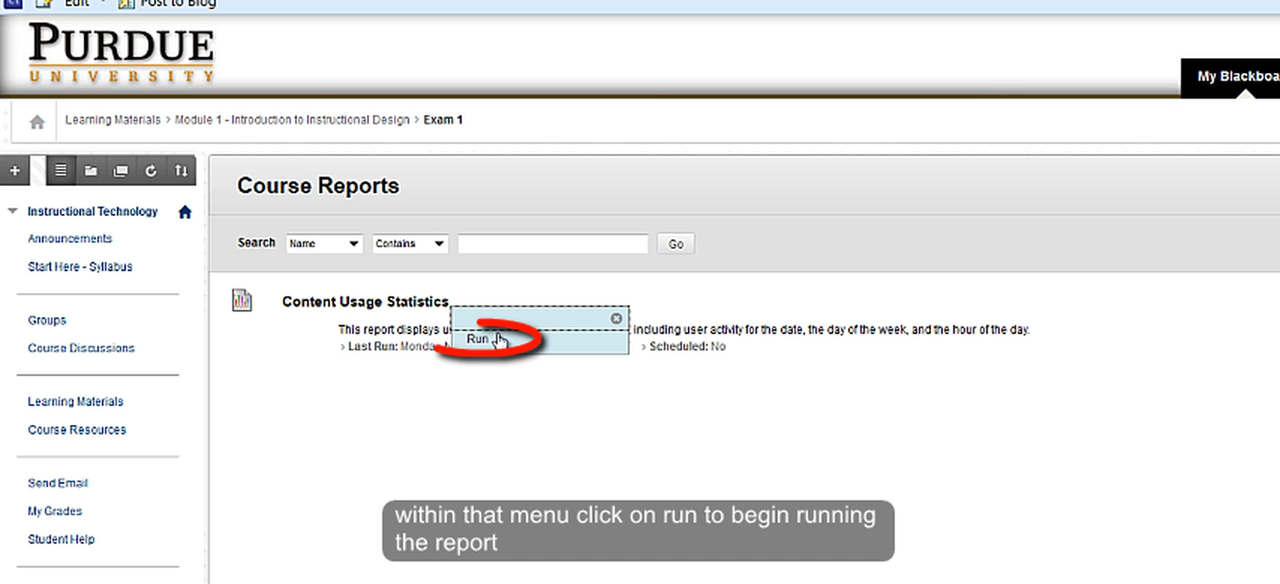 Edit
Post to Blog
PURDUE
UNIVERSITY
My Blackboa
Learning Materials > Module 1 - Introduction to Instructional Design > Exam 1
Course Reports
Instructional Technology
Announcements
Start Here - Syllabus
Search Name Contains Go
Groups
Course Discussions
Learning Materials
Course Resources
Send Email
My Grades
Student Help
Content Usage Statistics
This report displays u including user activity for the date, the day of the week, and the hour of the day.
Run
› Last Run: Monda › Scheduled: No
within that menu click on run to begin running
the report